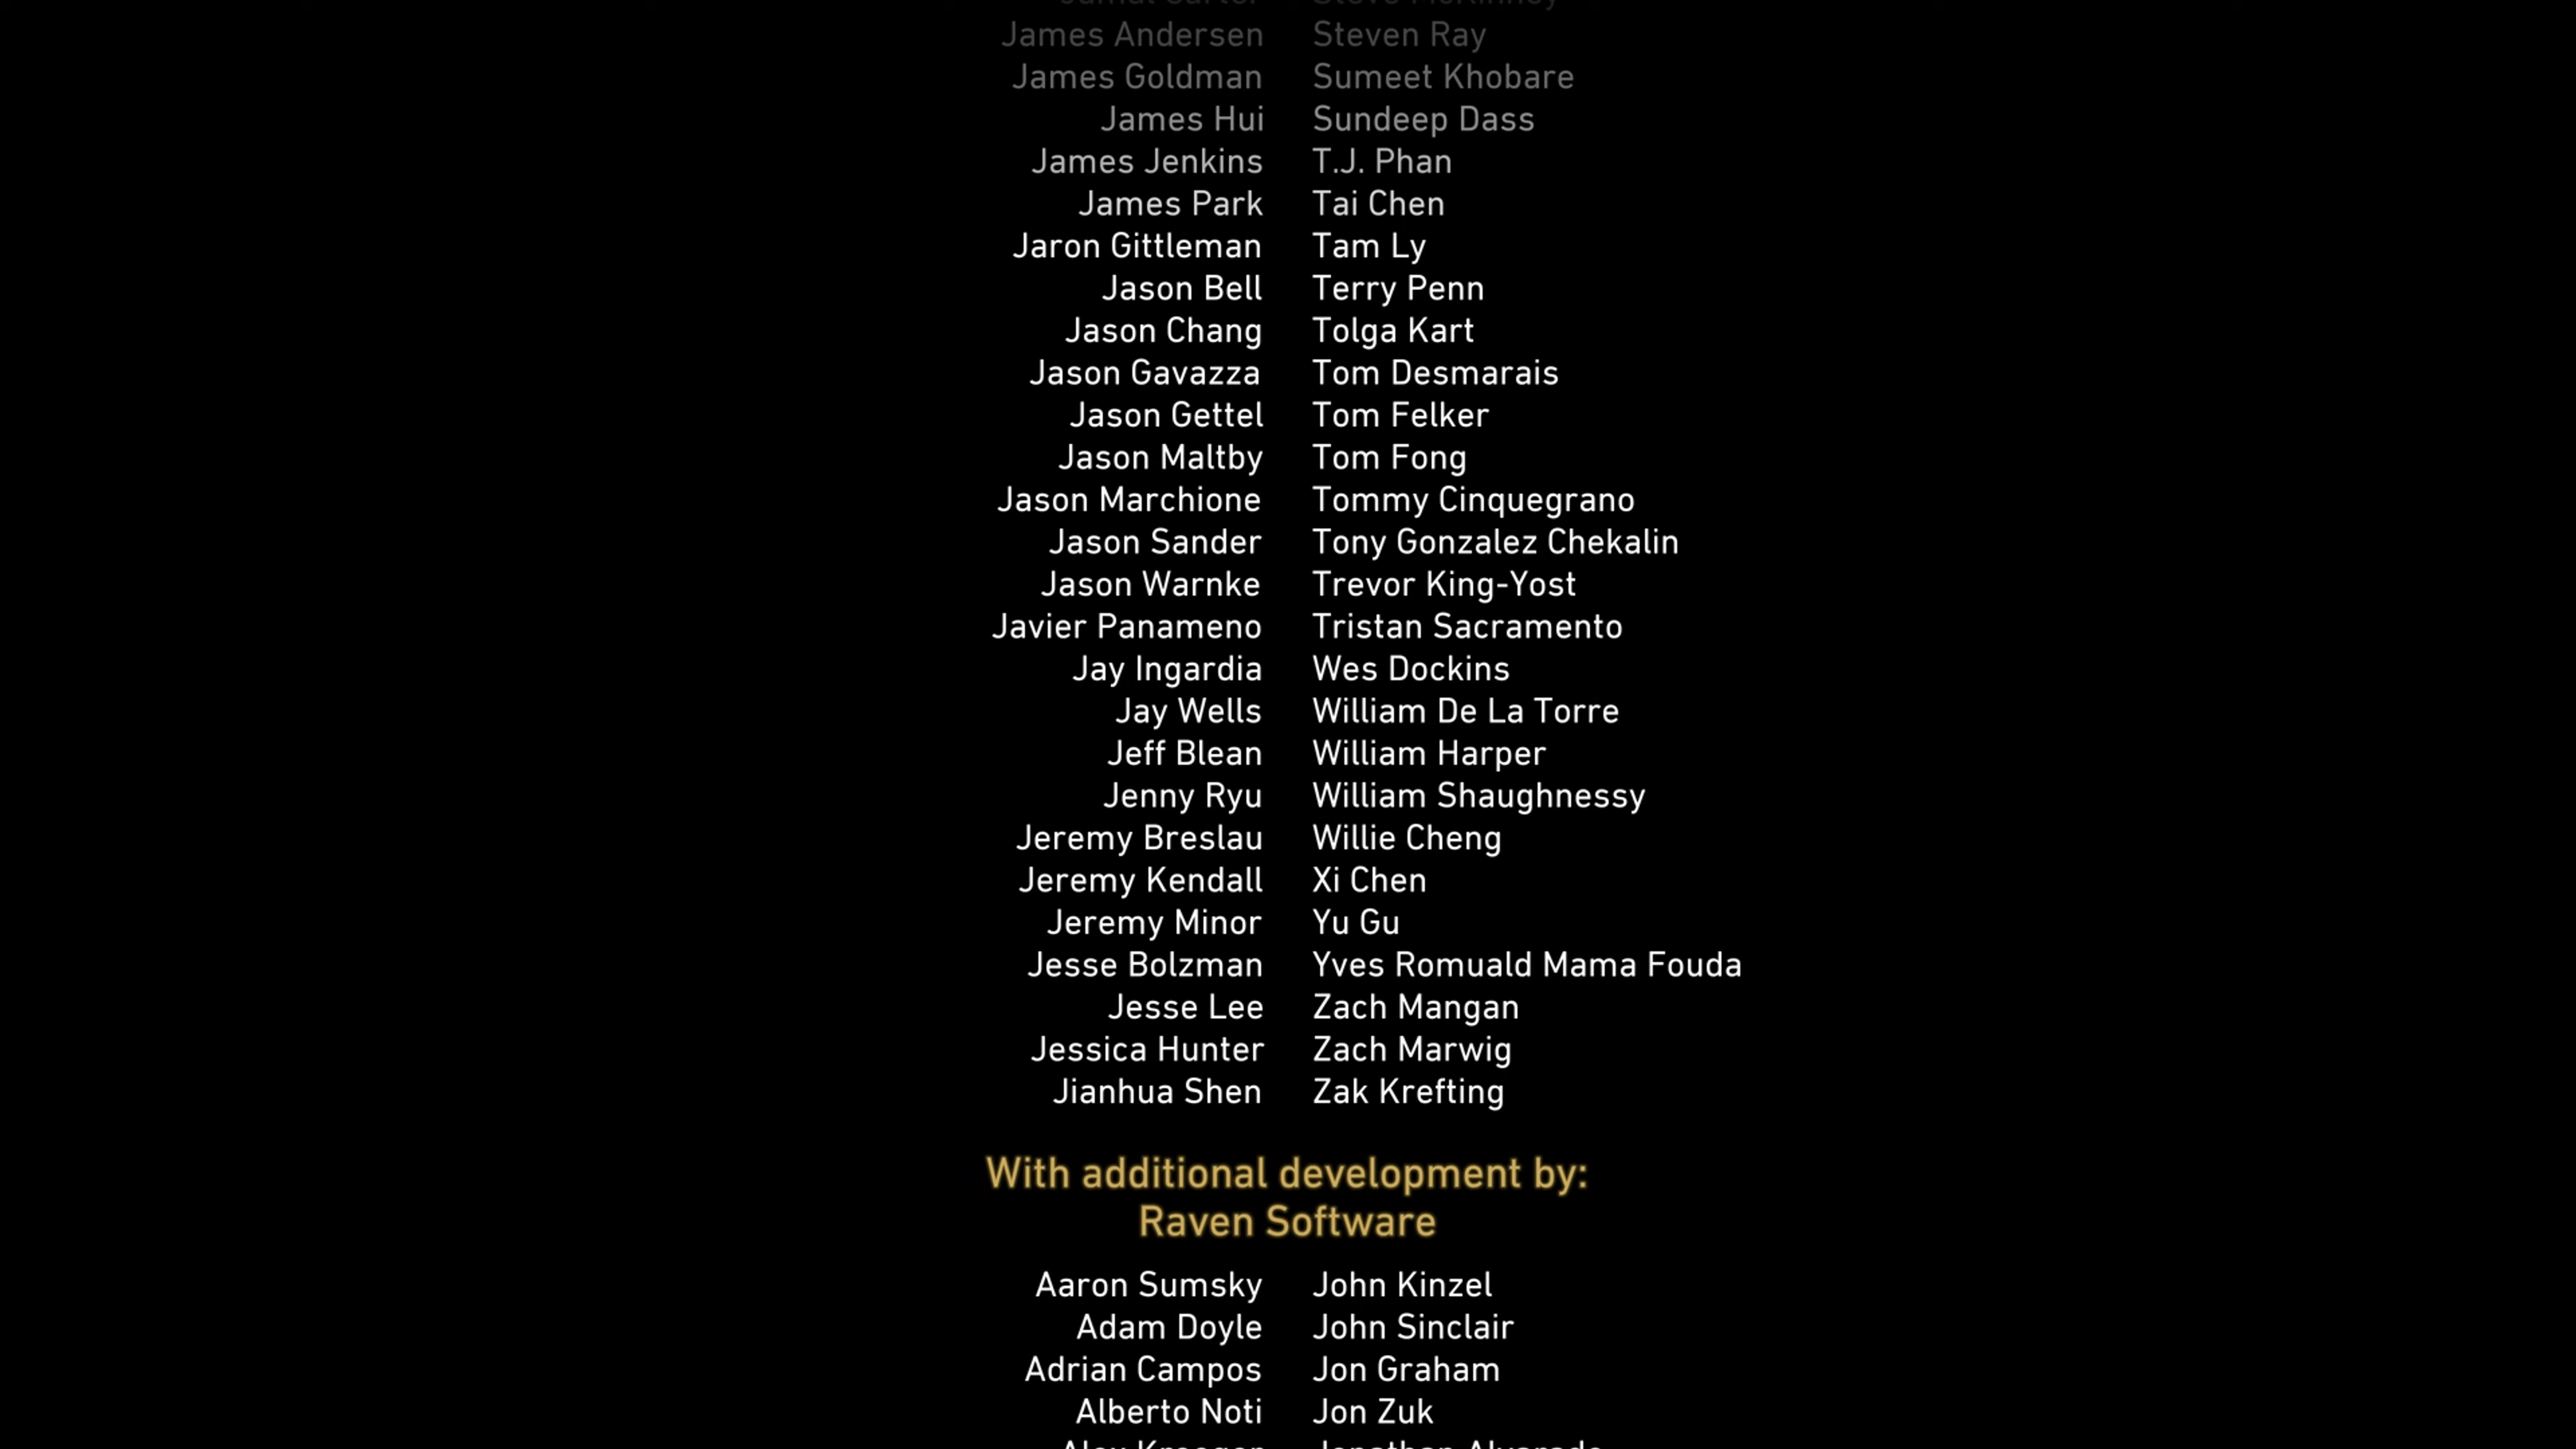 James Andersen Steven Ray
James Goldman Sumeet Khobare
James Hui Sundeep Dass
James Jenkins T.J. Phan
James Park Tai Chen
Jaron Gittleman Tam Ly
Jason Bell Terry Penn
Jason Chang Tolga Kart
Jason Gavazza Tom Desmarais
Jason Gettel Tom Felker
Jason Maltby Tom Fong
Jason Marchione Tommy Cinquegrano
Jason Sander Tony Gonzalez Chekalin
Jason Warnke Trevor King-Yost
Javier Panameno Tristan Sacramento
Jay Ingardia Wes Dockins
Jay Wells William De La Torre
Jeff Blean William Harper
Jenny Ryu William Shaughnessy
Jeremy Breslau Willie Cheng
Jeremy Kendall Xi Chen
Jeremy Minor Yu Gu
Jesse Bolzman Yves Romuald Mama Fouda
Jesse Lee Zach Mangan
Jessica Hunter Zach Marwig
Jianhua Shen Zak Krefting
With additional development by:
Raven Software
Aaron Sumsky John Kinzel
Adam Doyle John Sinclair
Adrian Campos Jon Graham
Alberto Noti Jon Zuk